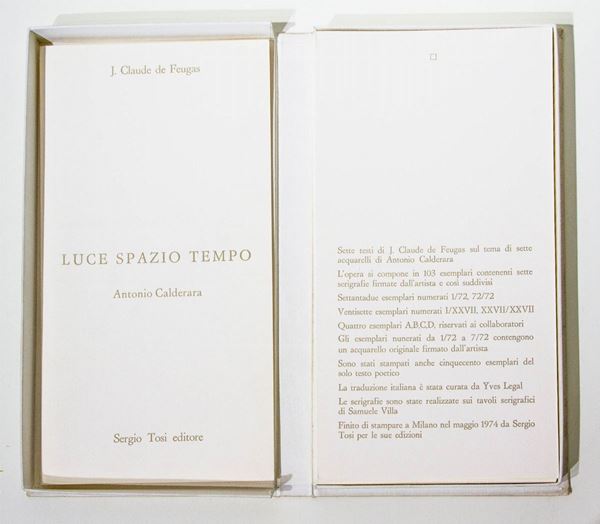 J. Claude de Feugas
LUCE SPAZIO TEMPO
Antonio Calderara
Sergio Tosi editore
Sette testi di J. Claude de Feugas sul tema di sette
acquarelli di Antonio Calderara
L'opera si compone in 103 esemplari contenenti sette
serigrafie firmate dall'artista e così suddivisi
Settantadue esemplari numerati 1/72, 72/72
Ventisette esemplari numerati I/XXVII, XXVII/XXVII
Quattro esemplari A,B,C,D, riservati ai collaboratori
Gli esemplari nunerati da 1/72 a 7/72 contengono
un acquarello originale firmato dall'artista
Sono stati stampati anche cinquecento esemplari del
solo testo poetico
La traduzione italiana è stata curata da Yves Legal
Le serigrafie sono state realizzate sui tavoli serigrafici
di Samuele Villa
Finito di stampare a Milano nel maggio 1974 da Sergio
Tosi per le sue edizioni